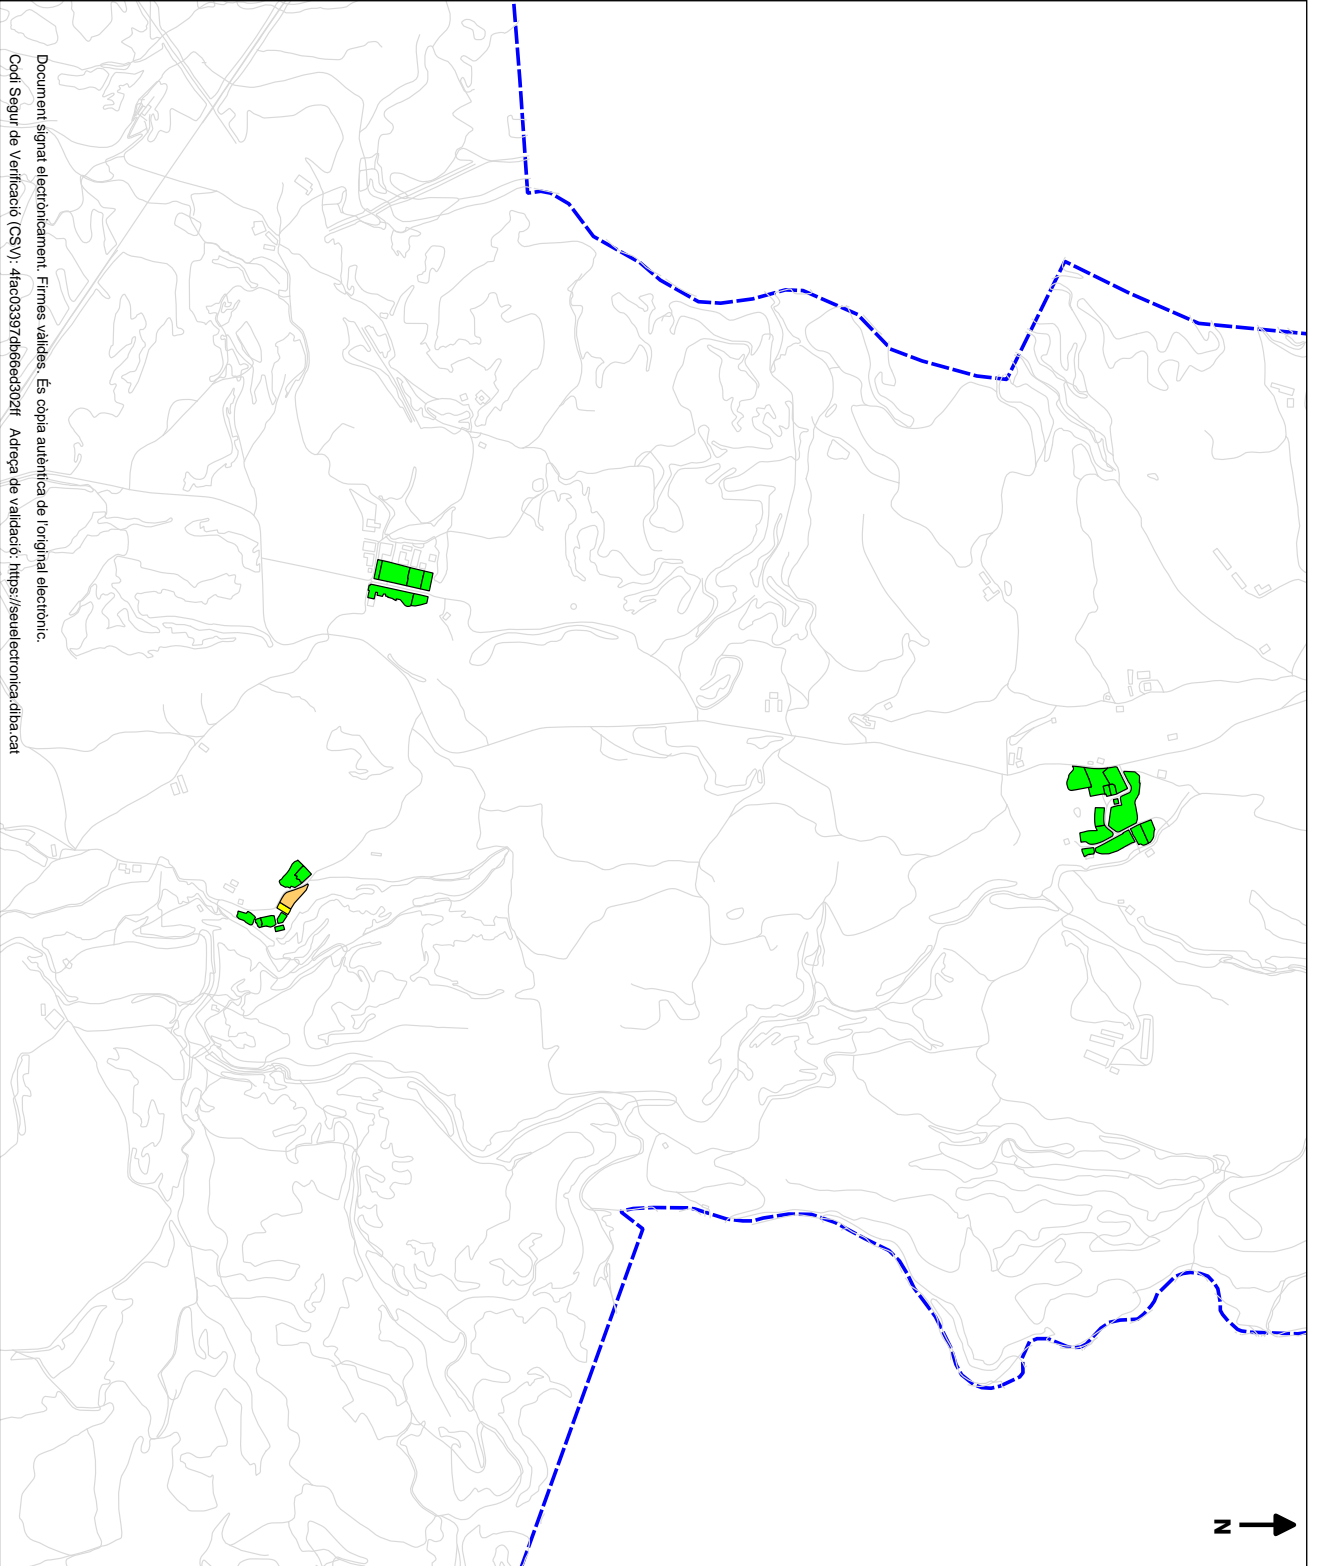 Document signat electrònicament. Firmes vàlides. És còpia autèntica de l'original electrònic.
Codi Segur de Verificació (CSV): 4fac03397db66ed302ff Adreça de validació: https://seuelectronica.diba.cat
N